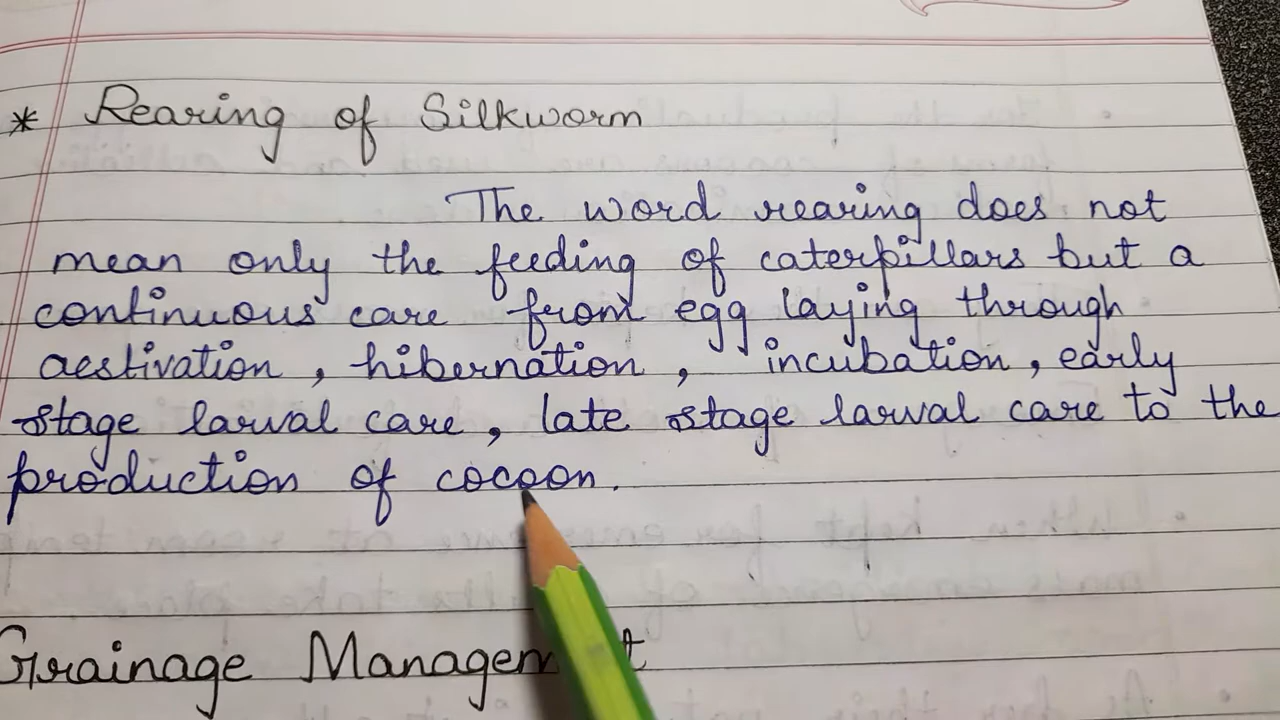 * Rearing of Silkworm
The word rearing does not
mean only the feeding of caterpillars but a
continuous care from egg laying through
aestivation, hibernation, incubation, early
stage larval care, late stage larval care to the
production of cocoon.
Grainage Management